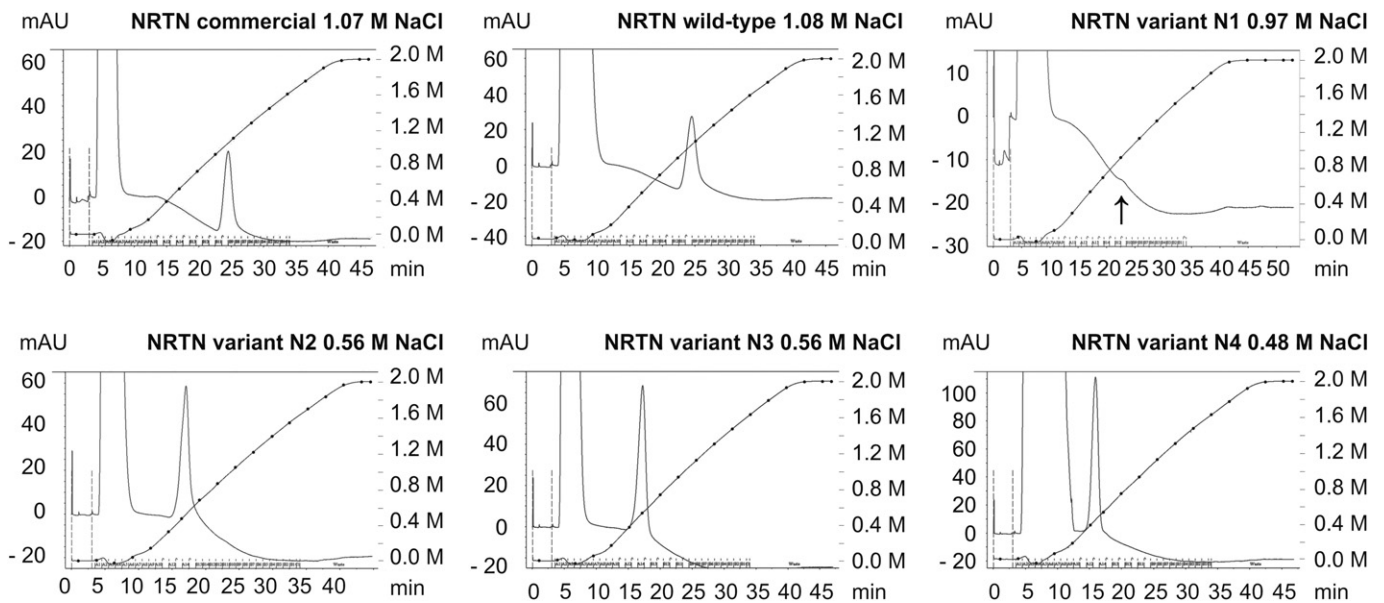 mAU NRTN commercial 1.07 M NaCl
60
40
20
0
- 20
2.0 M
1.6 M
1.2 M
0.8 M
0.4 M
0.0 M
0 5 10 15 20 25 30 35 40 45 min
mAU NRTN wild-type 1.08 M NaCl
60
40
20
0
- 20
- 40
2.0 M
1.6 M
1.2 M
0.8 M
0.4 M
0.0 M
0 5 10 15 20 25 30 35 40 45 min
mAU NRTN variant N1 0.97 M NaCl
10
0
- 10
- 20
- 30
2.0 M
1.6 M
1.2 M
0.8 M
0.4 M
0.0 M
0 5 10 15 20 25 30 35 40 45 50 min
mAU NRTN variant N2 0.56 M NaCl
60
40
20
0
- 20
2.0 M
1.6 M
1.2 M
0.8 M
0.4 M
0.0 M
0 5 10 15 20 25 30 35 40 min
mAU NRTN variant N3 0.56 M NaCl
60
40
20
0
- 20
2.0 M
1.6 M
1.2 M
0.8 M
0.4 M
0.0 M
0 5 10 15 20 25 30 35 40 45 min
mAU NRTN variant N4 0.48 M NaCl
100
80
60
40
20
0
- 20
2.0 M
1.6 M
1.2 M
0.8 M
0.4 M
0.0 M
0 5 10 15 20 25 30 35 40 45 min